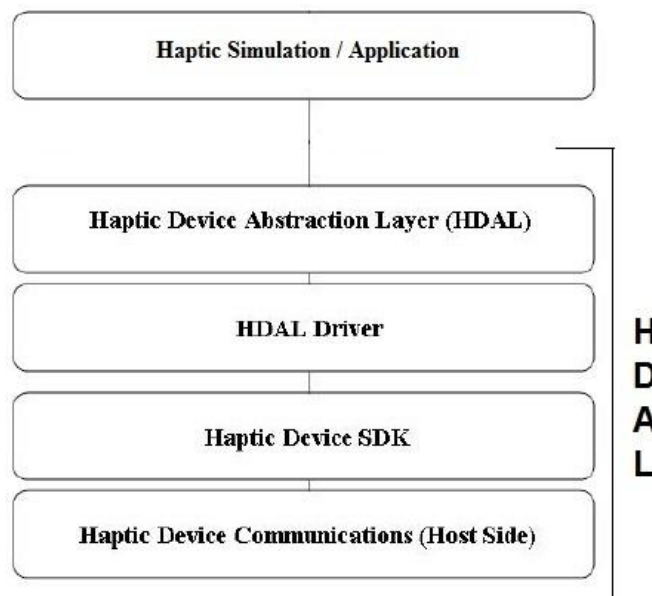 Haptic Simulation / Application
Haptic Device Abstraction Layer (HDAL)
HDAL Driver
Haptic Device SDK
Haptic Device Communications (Host Side)
H
D
A
L